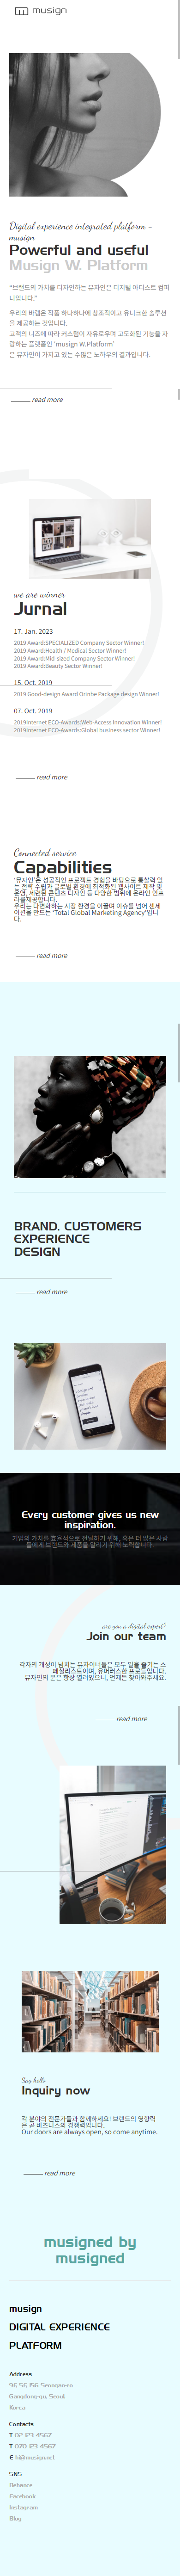 musign
Digital experience integrated platform -
musign
Powerful and useful
Musign W. Platform
“브랜드의 가치를 디자인하는 뮤자인은 디지털 아티스트 컴퍼
니입니다.”
우리의 바램은 작품 하나하나에 창조적이고 유니크한 솔루션
을 제공하는 것입니다.
고객의 니즈에 따라 커스텀이 자유로우며 고도화된 기능을 자
랑하는 플랫폼인 ‘musign W.Platform’
은 뮤자인이 가지고 있는 수많은 노하우의 결과입니다.
read more
we are winner
Jurnal
17. Jan. 2023
2019 Award:SPECIALIZED Company Sector Winner!
2019 Award:Health / Medical Sector Winner!
2019 Award:Mid-sized Company Sector Winner!
2019 Award:Beauty Sector Winner!
15. Oct. 2019
2019 Good-design Award Orinbe Package design Winner!
07. Oct. 2019
2019Internet ECO-Awards:Web-Access Innovation Winner!
2019Internet ECO-Awards:Global business sector Winner!
read more
Connected service
Capabilities
‘뮤자인’은 성공적인 프로젝트 경험을 바탕으로 통찰력 있
는 전략 수립과 글로벌 환경에 최적화된 웹사이트 제작 및
운영, 세련된 콘텐츠 디자인 등 다양한 범위에 온라인 인프
라를제공합니다.
우리는 다변화하는 시장 환경을 이끌며 이슈를 넘어 센세
이션을 만드는 ‘Total Global Marketing Agency’입니
다.
read more
BRAND, CUSTOMERS
EXPERIENCE
DESIGN
read more
Every customer gives us new
inspiration.
기업의 가치를 효율적으로 전달하기 위해, 혹은 더 많은 사람
들에게 브랜드와 제품을 알리기 위해 노력합니다.
are you a digital expert?
Join our team
각자의 개성이 넘치는 뮤자이너들은 모두 일을 즐기는 스
페셜리스트이며, 유머러스한 프로들입니다.
뮤자인의 문은 항상 열려있으니, 언제든 찾아와주세요.
read more
Say hello
Inquiry now
각 분야의 전문가들과 함께하세요! 브랜드의 영향력
은 곧 비즈니스의 경쟁력입니다.
Our doors are always open, so come anytime.
read more
musigned by
musigned
musign
DIGITAL EXPERIENCE
PLATFORM
Address
9F, 5F, 156 Seongan-ro
Gangdong-gu, Seoul,
Korea
Contacts
T 02 123 4567
T 070 123 4567
E hi@musign.net
SNS
Behance
Facebook
Instagram
Blog